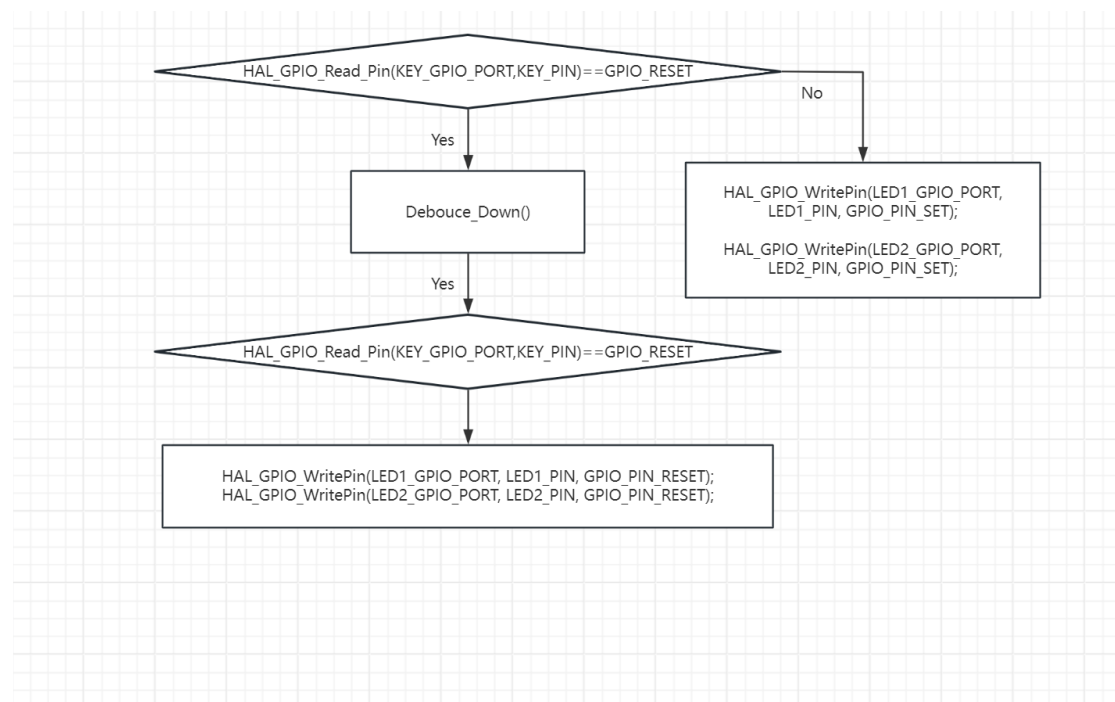 HAL_GPIO_Read_Pin(KEY_GPIO_PORT,KEY_PIN)==GPIO_RESET
No
Yes
HAL_GPIO_WritePin(LED1_GPIO_PORT,
LED1_PIN, GPIO_PIN_SET);
HAL_GPIO_WritePin(LED2_GPIO_PORT,
LED2_PIN, GPIO_PIN_SET);
Debouce_Down()
Yes
HAL_GPIO_Read_Pin(KEY_GPIO_PORT,KEY_PIN)==GPIO_RESET
HAL_GPIO_WritePin(LED1_GPIO_PORT, LED1_PIN, GPIO_PIN_RESET);
HAL_GPIO_WritePin(LED2_GPIO_PORT, LED2_PIN, GPIO_PIN_RESET);